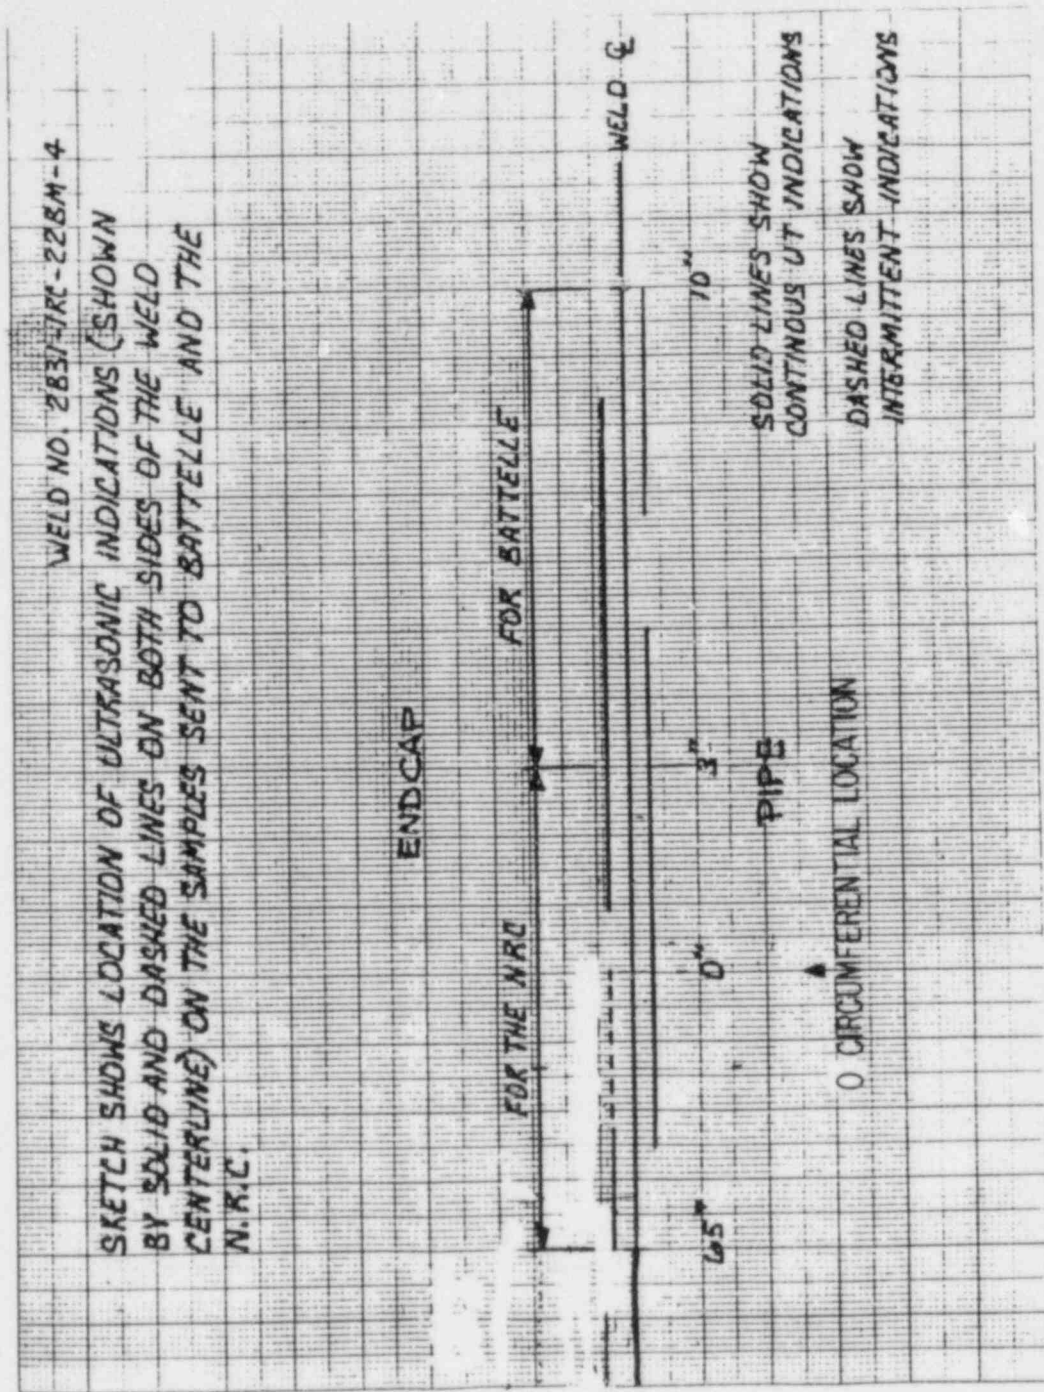 WELD NO. 2B31-1RC-22BM-4
SKETCH SHOWS LOCATION OF ULTRASONIC INDICATIONS (SHOWN
BY SOLID AND DASHED LINES ON BOTH SIDES OF THE WELD
CENTERLINE) ON THE SAMPLES SENT TO BATTELLE AND THE
N.R.C.
ENDCAP
FOR THE NRC
FOR BATTELLE
WELD ℄
65"
0"
3"
10"
PIPE
0 CIRCUMFERENTIAL LOCATION
SOLID LINES SHOW
CONTINOUS UT INDICATIONS
DASHED LINES SHOW
INTERMITTENT INDICATIONS